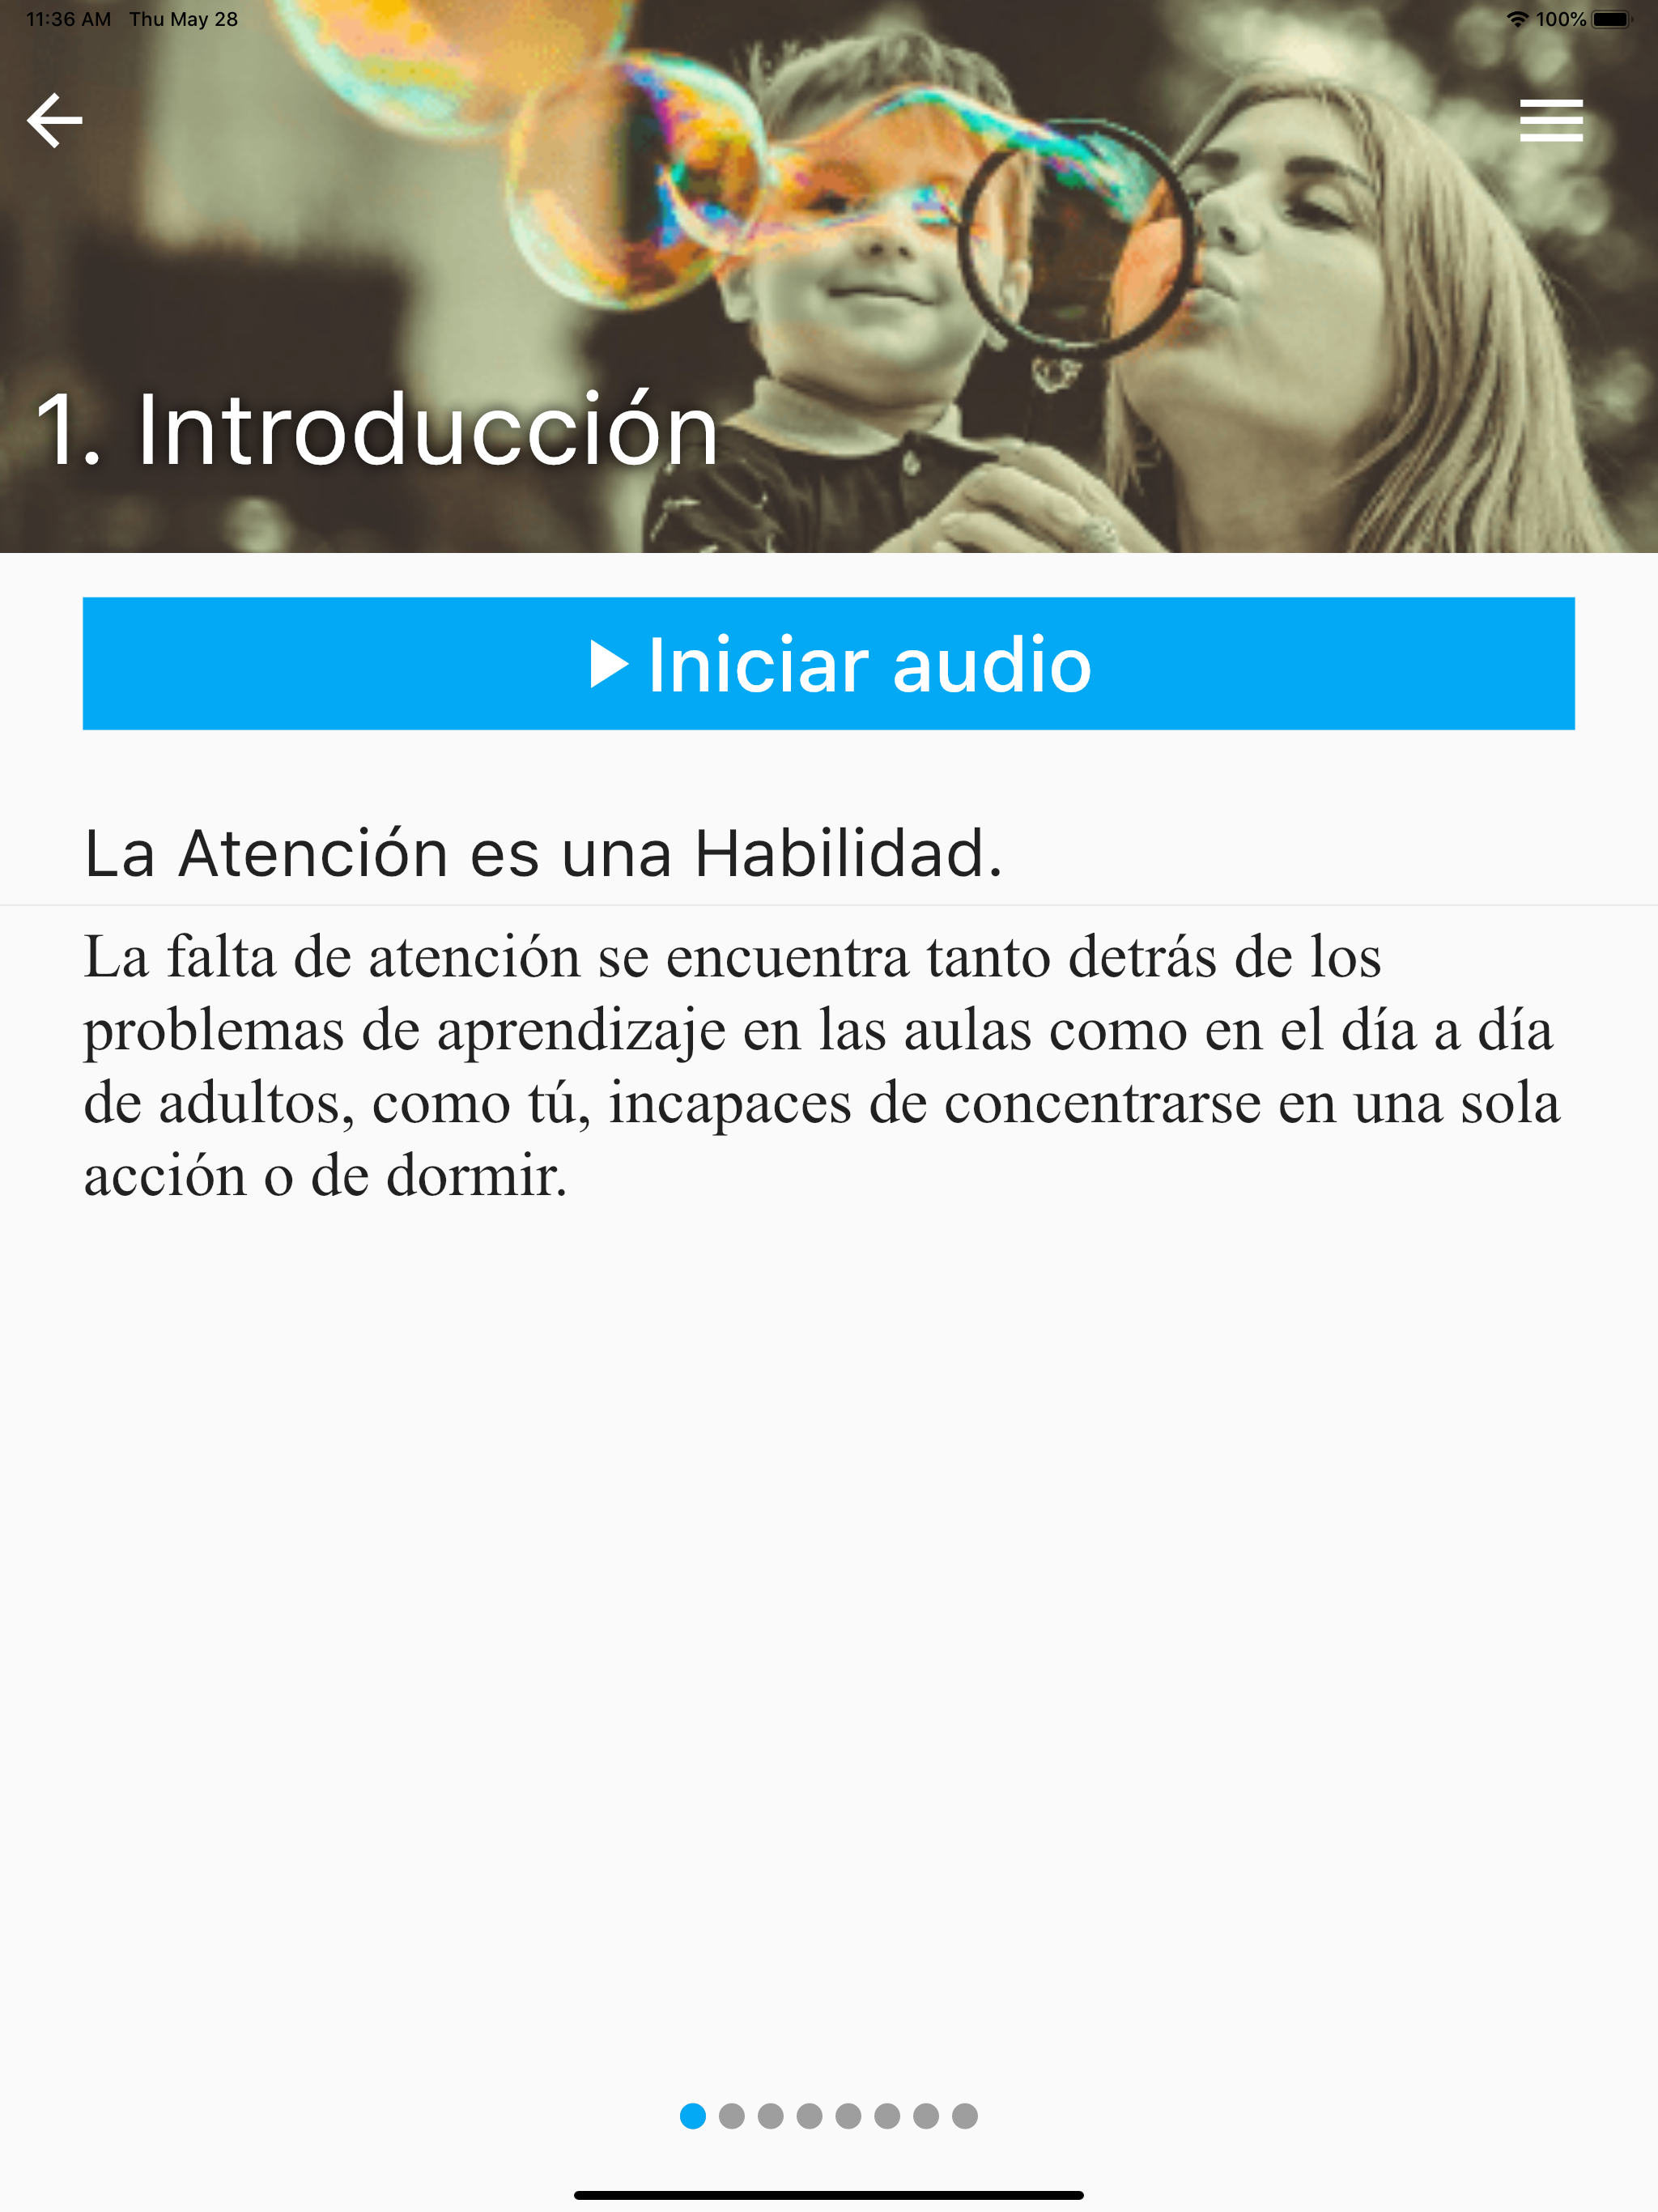 11:36 AM Thu May 28
100%
1. Introducción
Iniciar audio
La Atención es una Habilidad.
La falta de atención se encuentra tanto detrás de los
problemas de aprendizaje en las aulas como en el día a día
de adultos, como tú, incapaces de concentrarse en una sola
acción o de dormir.